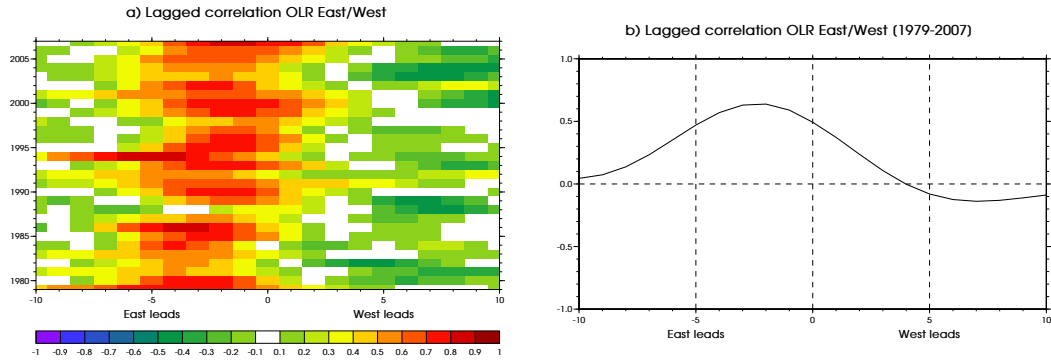 a) Lagged correlation OLR East/West
2005
2000
1995
1990
1985
1980
-10 -5 0 5 10
East leads West leads
-1 -0.9 -0.8 -0.7 -0.6 -0.5 -0.4 -0.3 -0.2 -0.1 0.1 0.2 0.3 0.4 0.5 0.6 0.7 0.8 0.9 1
b) Lagged correlation OLR East/West [1979-2007]
1.0
0.5
0.0
-0.5
-1.0
-10 -5 0 5 10
East leads West leads